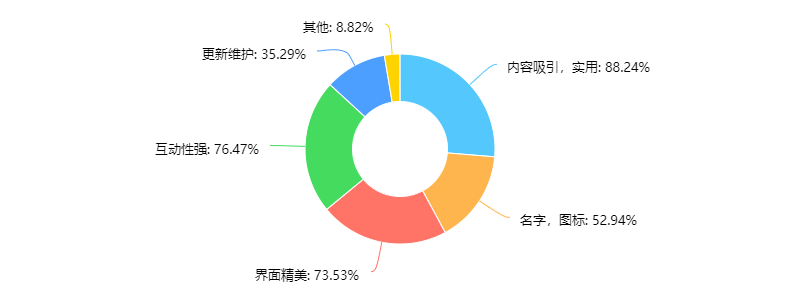 其他: 8.82%
更新维护: 35.29%
内容吸引，实用: 88.24%
互动性强: 76.47%
名字，图标: 52.94%
界面精美: 73.53%